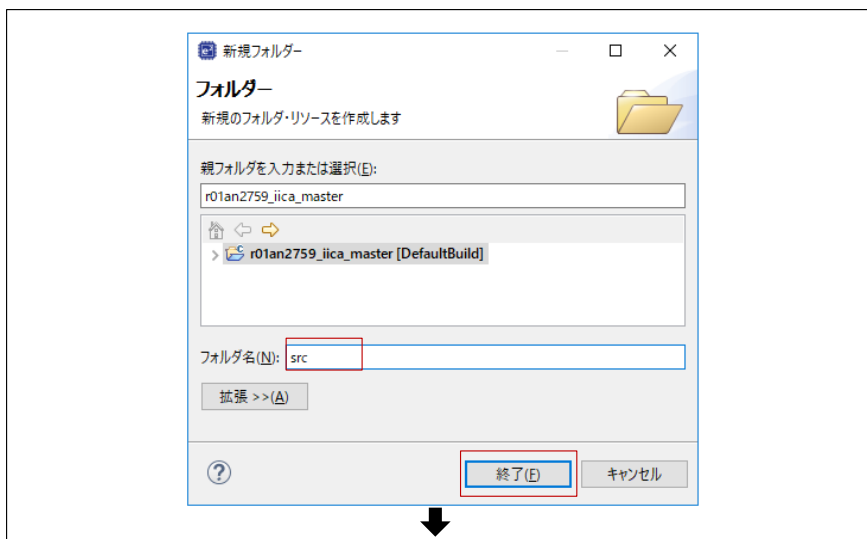 新規フォルダー
フォルダー
新規のフォルダ・リソースを作成します
親フォルダを入力または選択(E):
r01an2759_iica_master
r01an2759_iica_master [DefaultBuild]
フォルダ名(N): src
拡張 >>(A)
終了(F) キャンセル